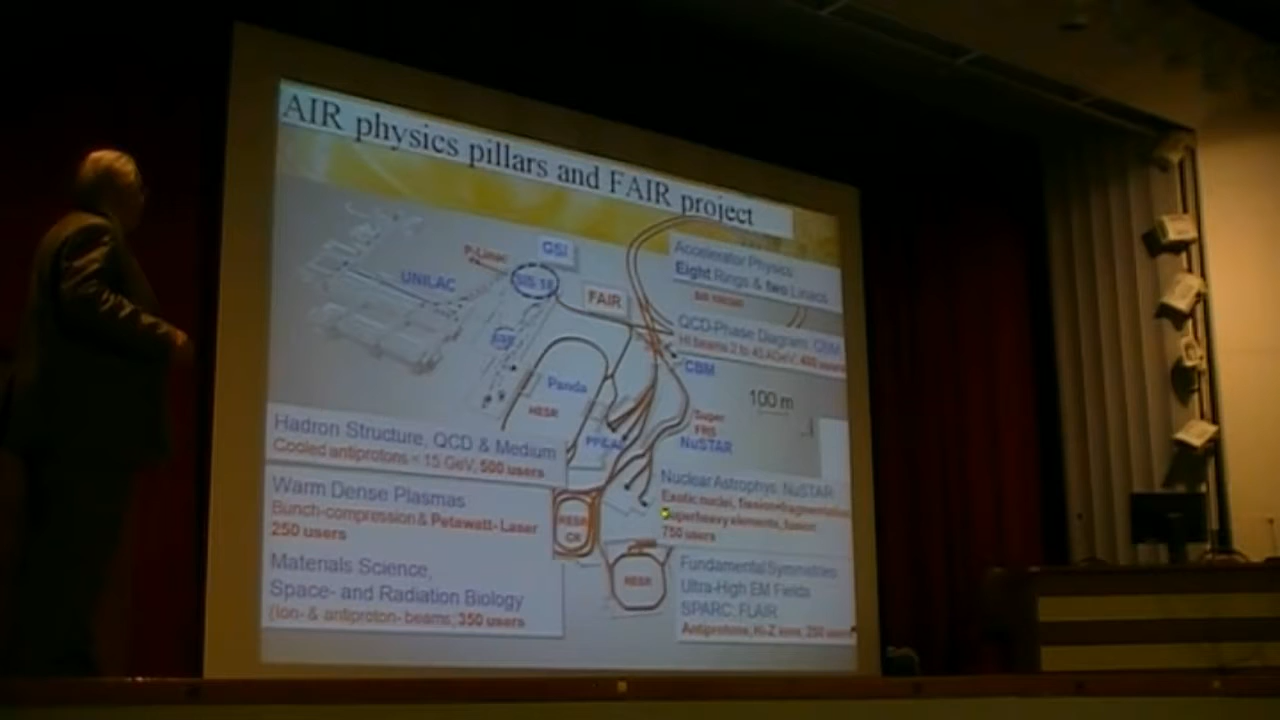 AIR physics pillars and FAIR project
GSI
P-Linac
SIS 18
UNILAC
FAIR
Accelerator Physics
Eight Rings & two Linacs
QCD-Phase Diagram: CBM
HI beams 2 to 45 AGeV, 400 users
CBM
100 m
Panda
HESR
Super
FRS
NuSTAR
Hadron Structure, QCD & Medium
Cooled antiprotons < 15 GeV, 500 users
Warm Dense Plasmas
Bunch-compression & Petawatt-Laser
250 users
Materials Science,
Space- and Radiation Biology
(Ion- & antiproton- beams, 350 users
Nuclear Astrophys, NuSTAR
Exotic nuclei, fission+fragmentation
Superheavy elements, fusion
750 users
RESR
CR
NESR
Fundamental Symmetries
Ultra-High EM Fields
SPARC; FLAIR
Antiprotons, Hi-Z ions, 250 users